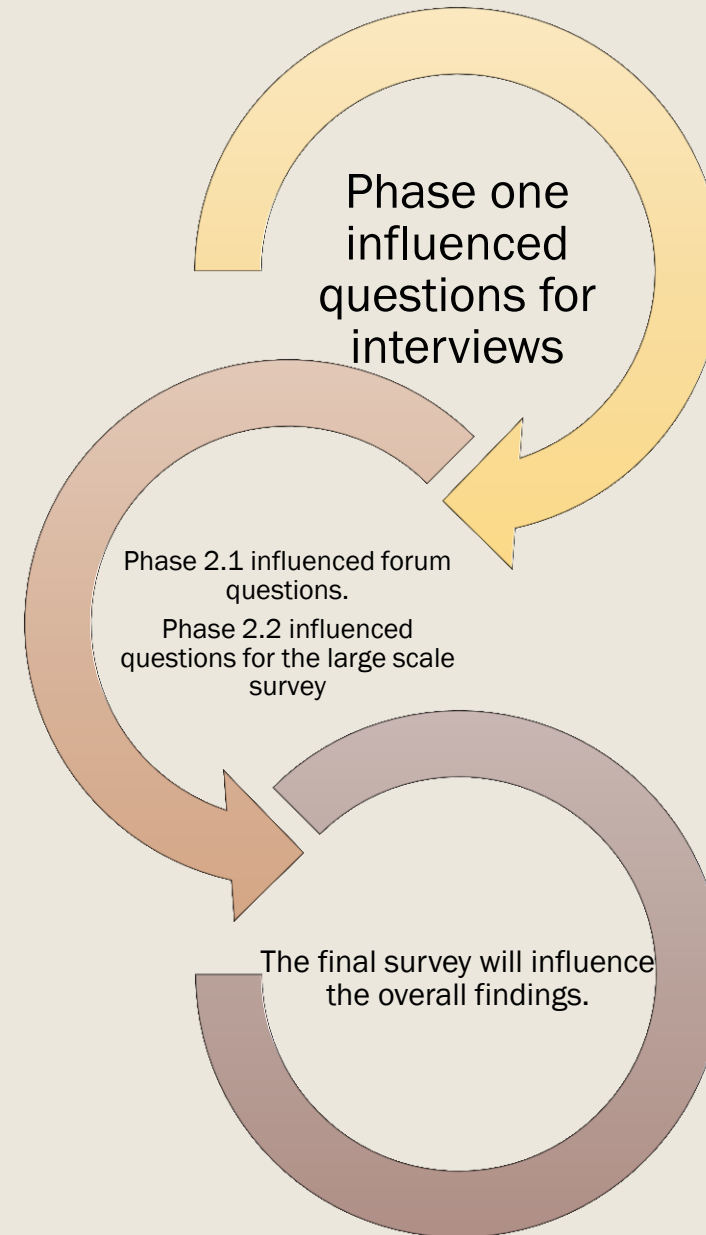 Phase one
influenced
questions for
interviews
Phase 2.1 influenced forum
questions.
Phase 2.2 influenced
questions for the large scale
survey
The final survey will influence
the overall findings.